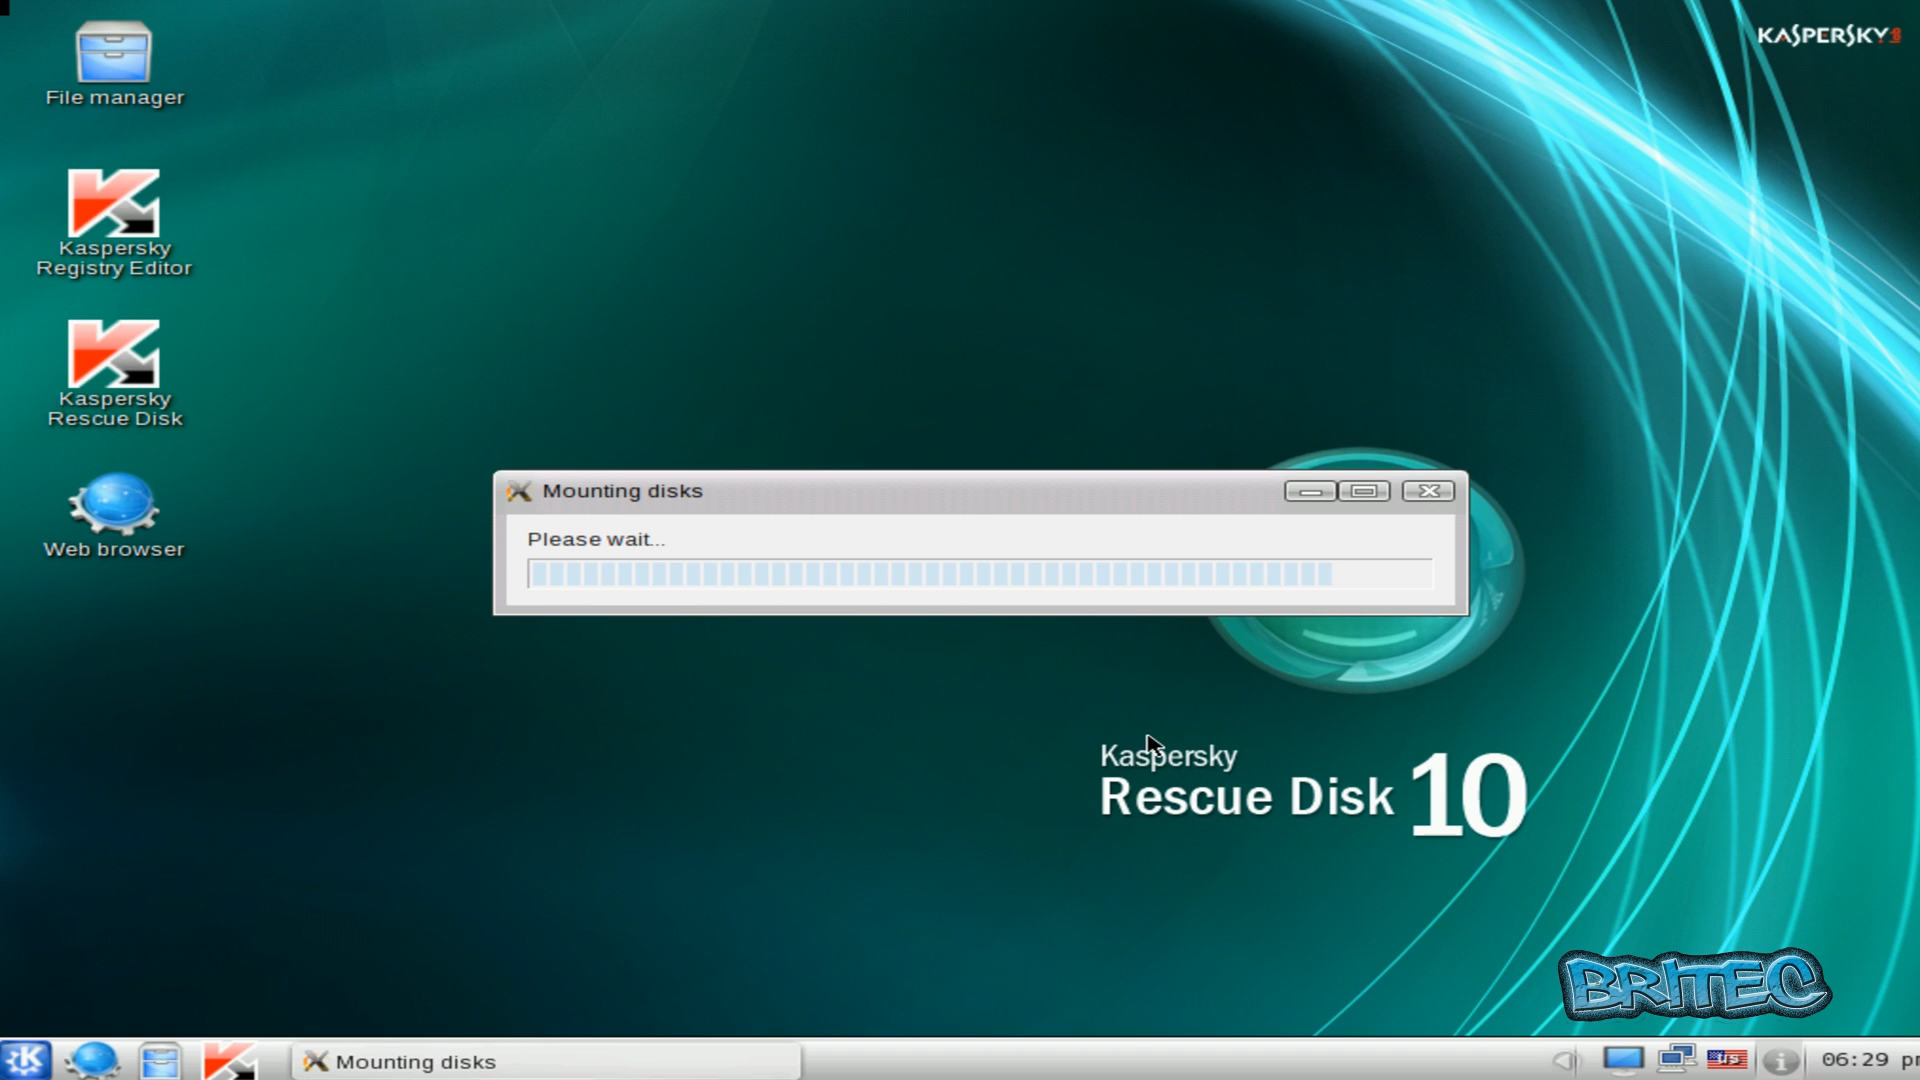 KASPERSKY
File manager
Kaspersky
Registry Editor
Kaspersky
Rescue Disk
Web browser
Mounting disks
Please wait...
Kaspersky
Rescue Disk 10
BRITEC
Mounting disks
US
06:29